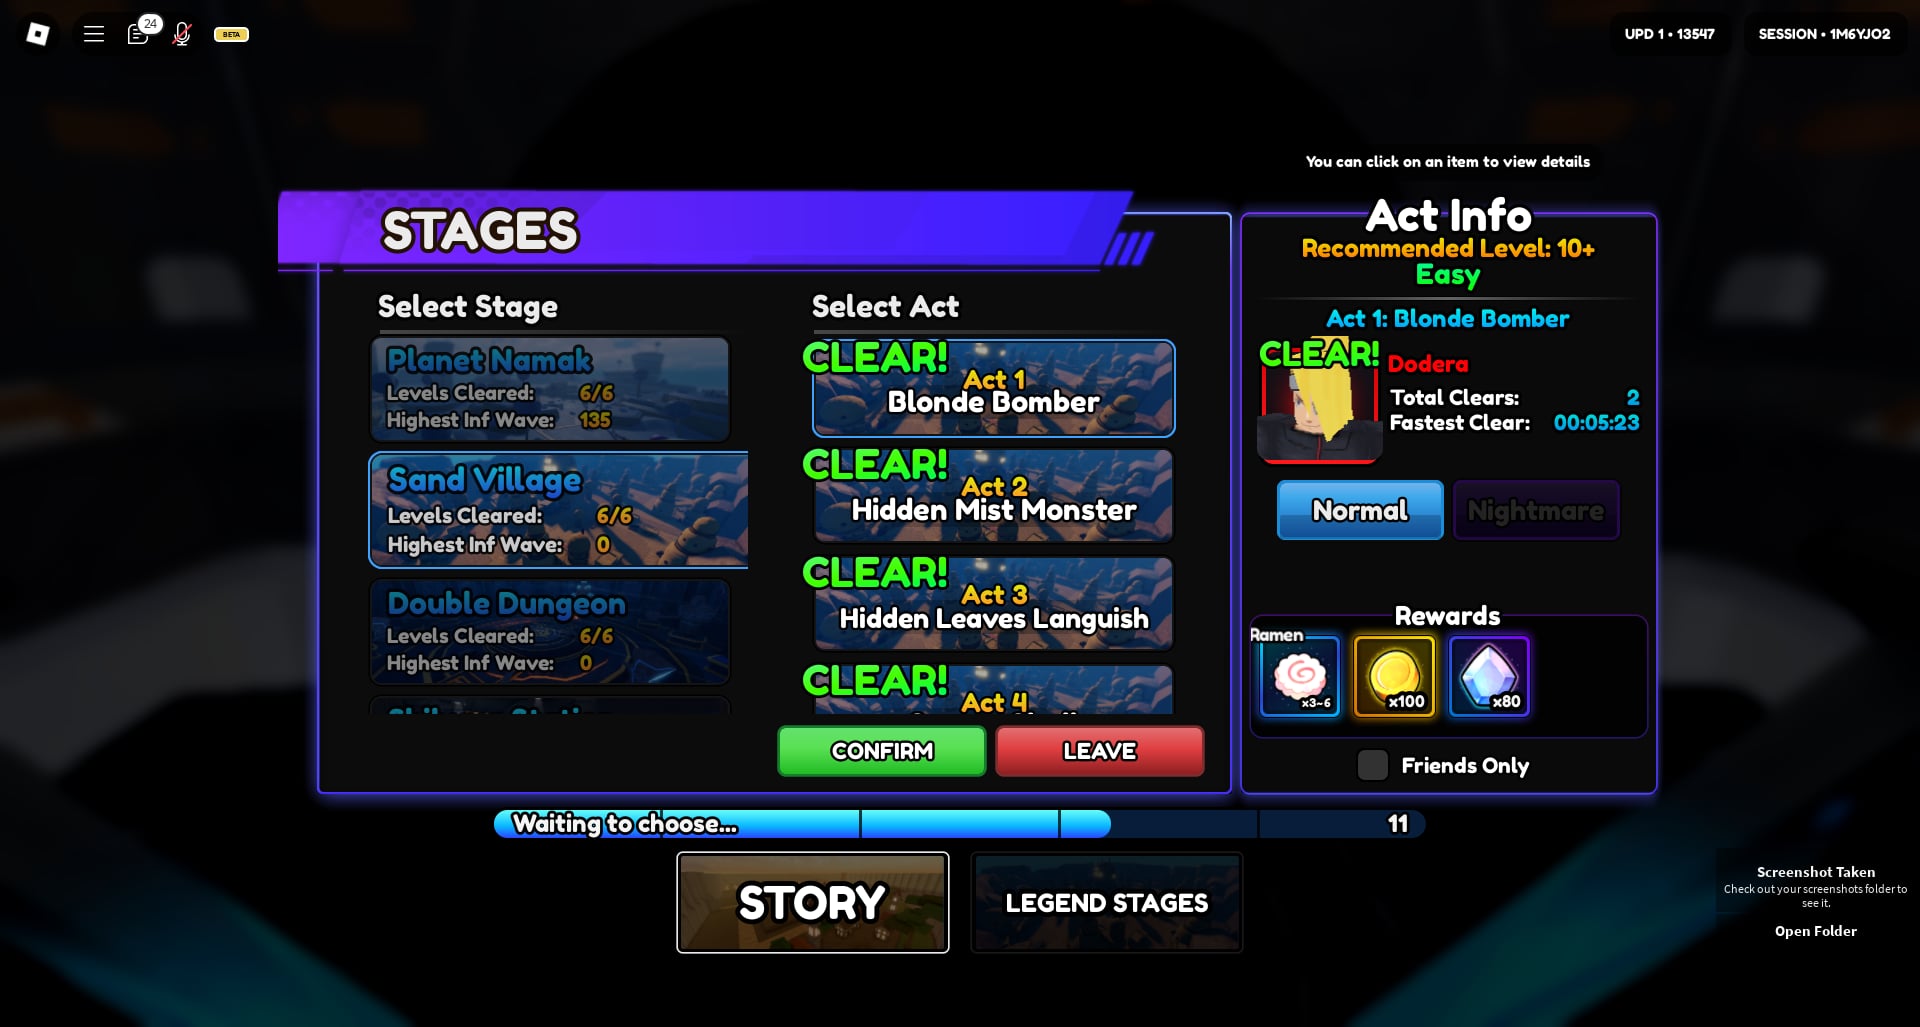 24
BETA
UPD 1 • 13547
SESSION • 1M6YJO2
You can click on an item to view details
STAGES
Select Stage
Planet Namak
Levels Cleared: 6/6
Highest Inf Wave: 135
Sand Village
Levels Cleared: 6/6
Highest Inf Wave: 0
Double Dungeon
Levels Cleared: 6/6
Highest Inf Wave: 0
Select Act
CLEAR!
Act 1
Blonde Bomber
CLEAR!
Act 2
Hidden Mist Monster
CLEAR!
Act 3
Hidden Leaves Languish
CLEAR!
Act 4
CONFIRM
LEAVE
Act Info
Recommended Level: 10+
Easy
Act 1: Blonde Bomber
CLEAR!
Dodera
Total Clears: 2
Fastest Clear: 00:05:23
Normal
Nightmare
Rewards
Ramen
x3~6
x100
x80
Friends Only
Waiting to choose...
11
STORY
LEGEND STAGES
Screenshot Taken
Check out your screenshots folder to
see it.
Open Folder